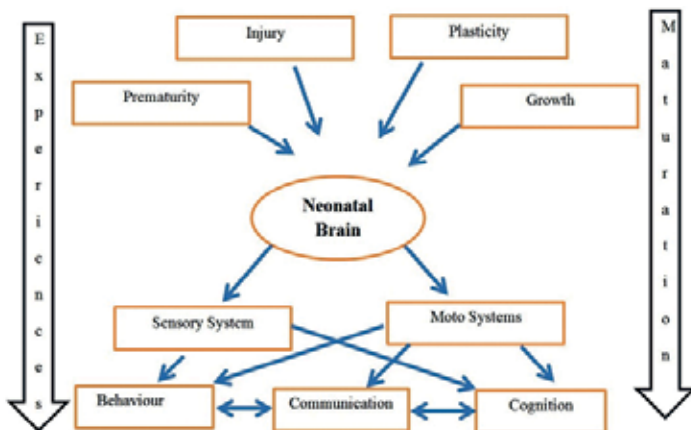 Experiences
Injury
Plasticity
Maturation
Prematurity
Growth
Neonatal
Brain
Sensory System
Moto Systems
Behaviour
Communication
Cognition